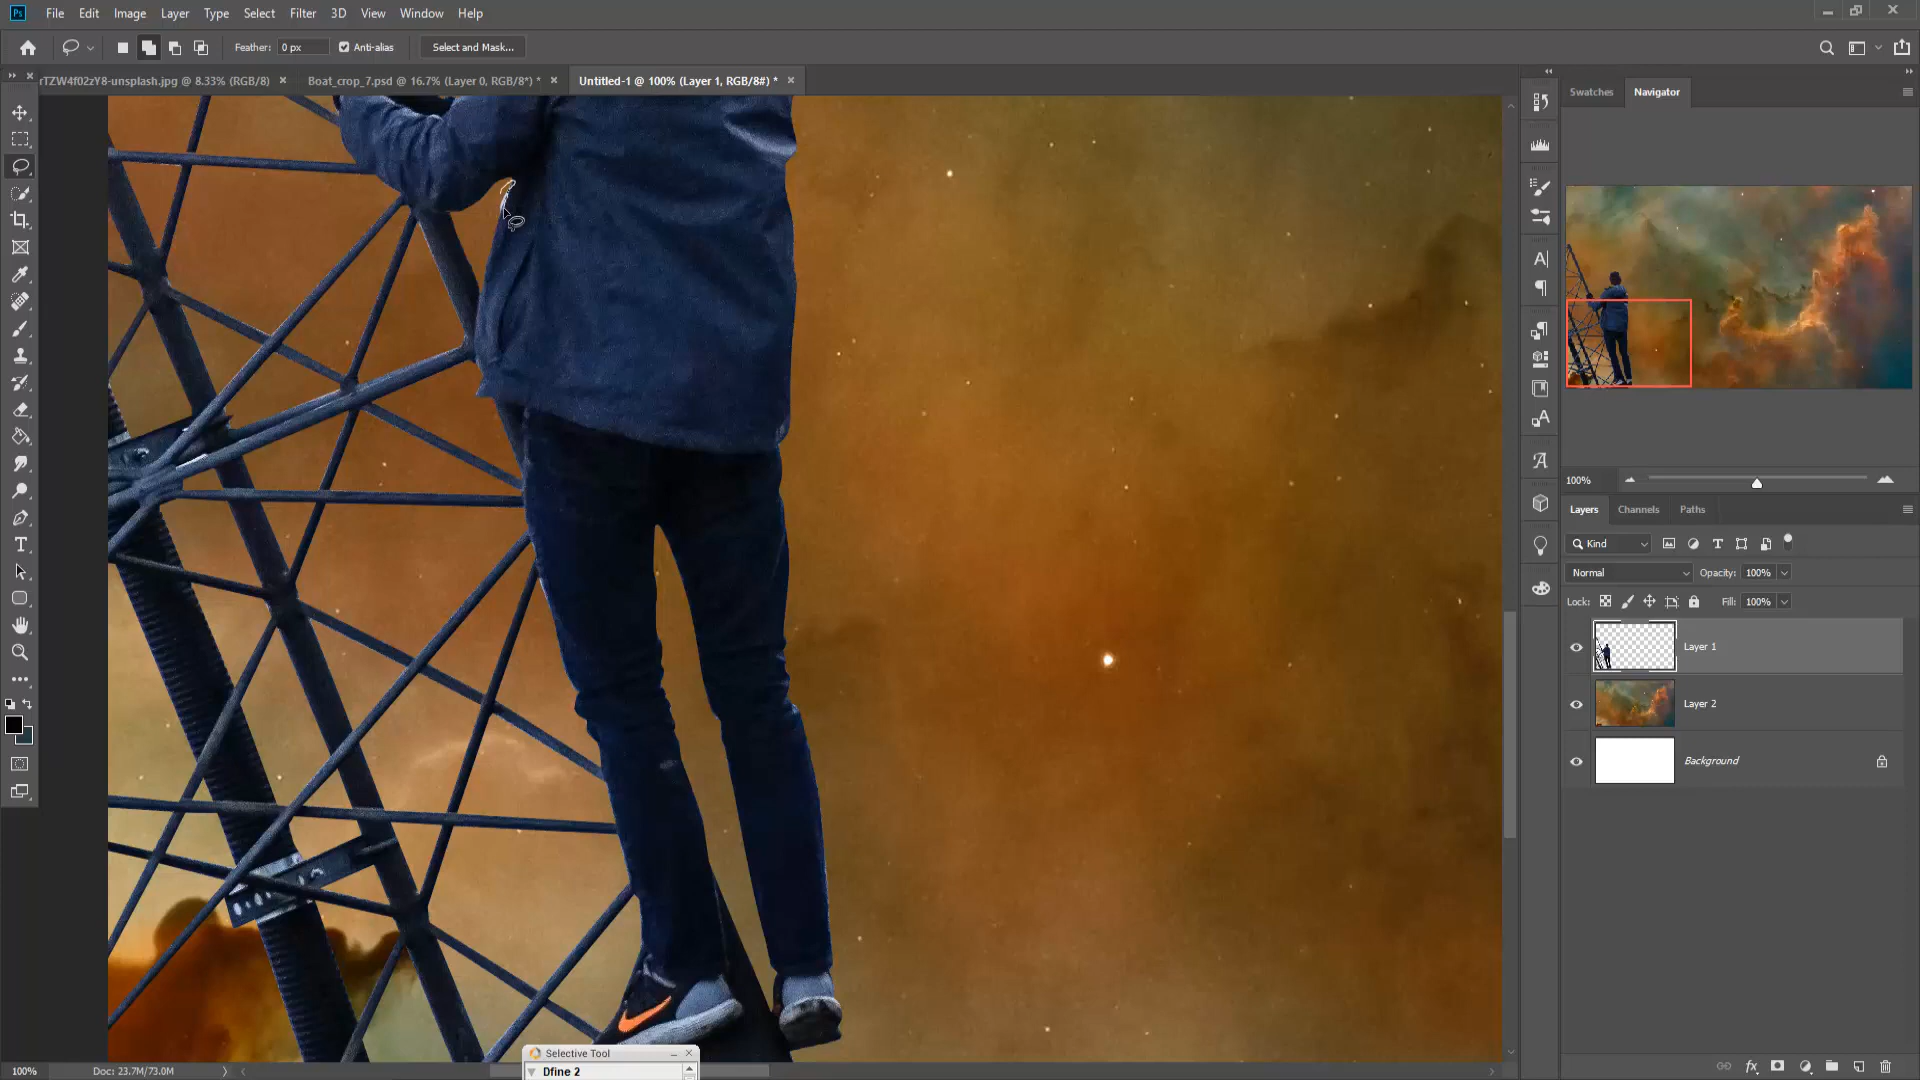 Ps File Edit Image Layer Type Select Filter 3D View Window Help
Feather: 0 px Anti-alias Select and Mask...
rTZW4f02zY8-unsplash.jpg @ 8.33% (RGB/8) Boat_crop_7.psd @ 16.7% (Layer 0, RGB/8*) * Untitled-1 @ 100% (Layer 1, RGB/8#) *
Swatches Navigator
100%
Layers Channels Paths
Kind
Normal Opacity: 100%
Lock: Fill: 100%
Layer 1
Layer 2
Background
Selective Tool
Dfine 2
100% Doc: 23.7M/73.0M